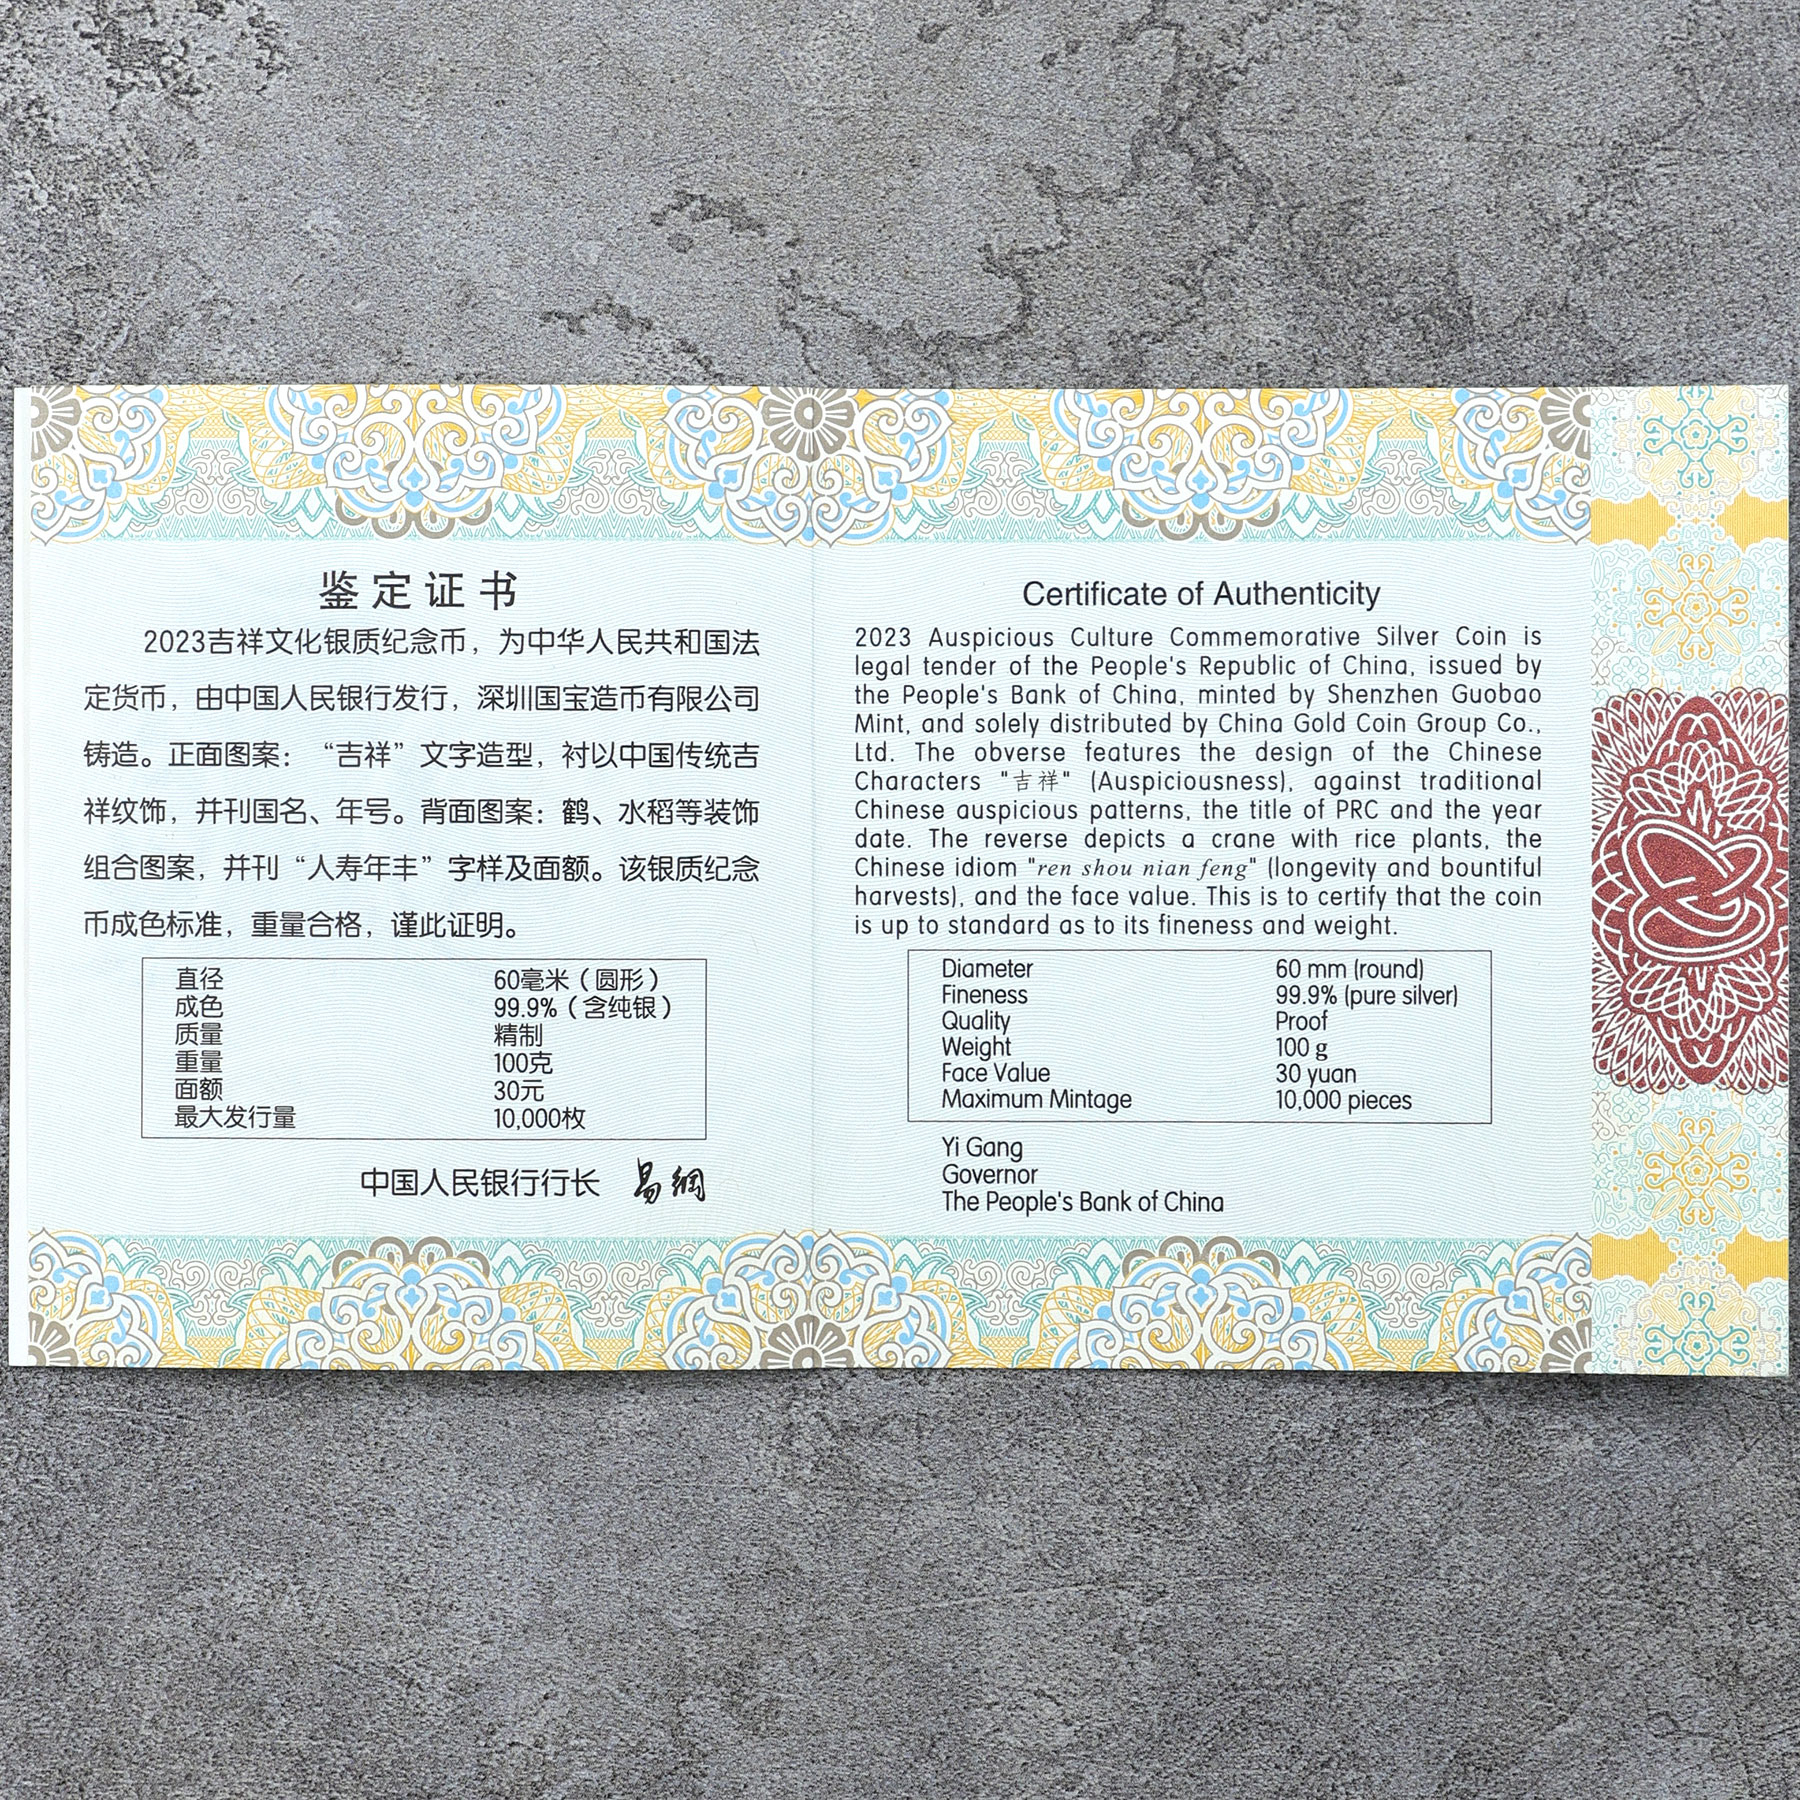 鉴定证书
2023吉祥文化银质纪念币，为中华人民共和国法
定货币，由中国人民银行发行，深圳国宝造币有限公司
铸造。正面图案：“吉祥”文字造型，衬以中国传统吉
祥纹饰，并刊国名、年号。背面图案：鹤、水稻等装饰
组合图案，并刊“人寿年丰”字样及面额。该银质纪念
币成色标准，重量合格，谨此证明。
直径 60毫米（圆形）
成色 99.9%（含纯银）
质量 精制
重量 100克
面额 30元
最大发行量 10,000枚
中国人民银行行长 易纲
Certificate of Authenticity
2023 Auspicious Culture Commemorative Silver Coin is
legal tender of the People's Republic of China, issued by
the People's Bank of China, minted by Shenzhen Guobao
Mint, and solely distributed by China Gold Coin Group Co.,
Ltd. The obverse features the design of the Chinese
Characters "吉祥" (Auspiciousness), against traditional
Chinese auspicious patterns, the title of PRC and the year
date. The reverse depicts a crane with rice plants, the
Chinese idiom "ren shou nian feng" (longevity and bountiful
harvests), and the face value. This is to certify that the coin
is up to standard as to its fineness and weight.
Diameter 60 mm (round)
Fineness 99.9% (pure silver)
Quality Proof
Weight 100 g
Face Value 30 yuan
Maximum Mintage 10,000 pieces
Yi Gang
Governor
The People's Bank of China